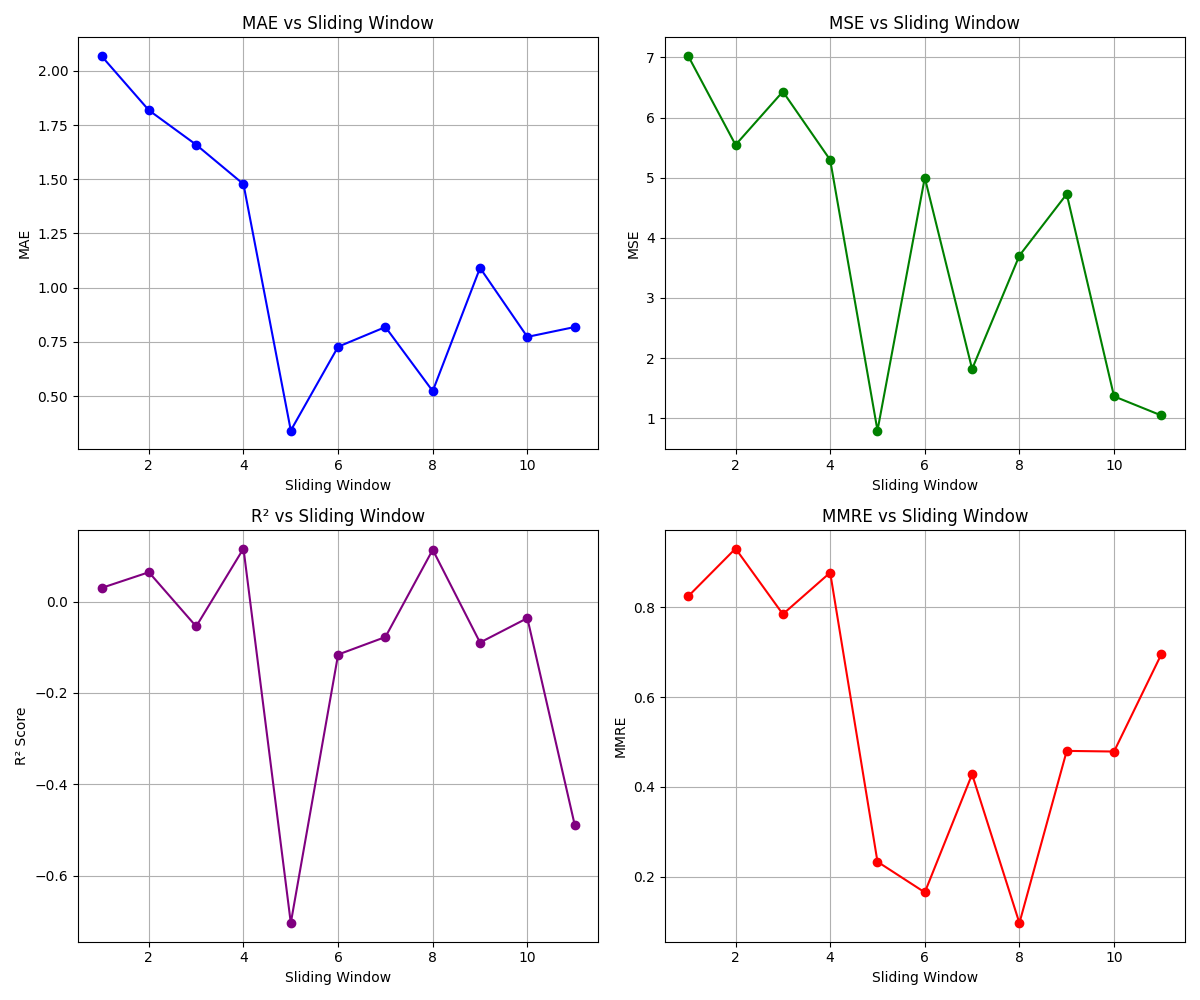 MAE vs Sliding Window
2.00
1.75
1.50
1.25
1.00
0.75
0.50
MAE
2 4 6 8 10
Sliding Window
MSE vs Sliding Window
7
6
5
4
3
2
1
MSE
2 4 6 8 10
Sliding Window
R² vs Sliding Window
0.0
−0.2
−0.4
−0.6
R² Score
2 4 6 8 10
Sliding Window
MMRE vs Sliding Window
0.8
0.6
0.4
0.2
MMRE
2 4 6 8 10
Sliding Window